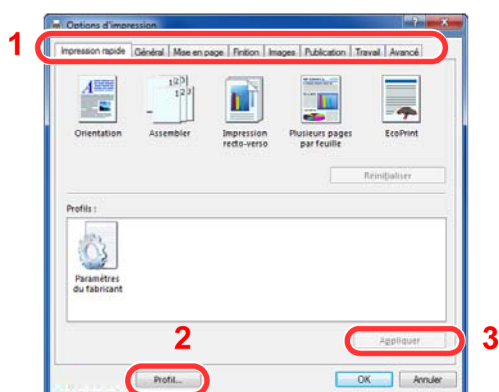 Options d'impression
1
Impression rapide Général Mise en page Finition Images Publication Travail Avancé
Orientation Assembler Impression recto-verso Plusieurs pages par feuille EcoPrint
Réinitialiser
Profils :
Paramètres du fabricant
Appliquer
3
2
Profil...
OK Annuler